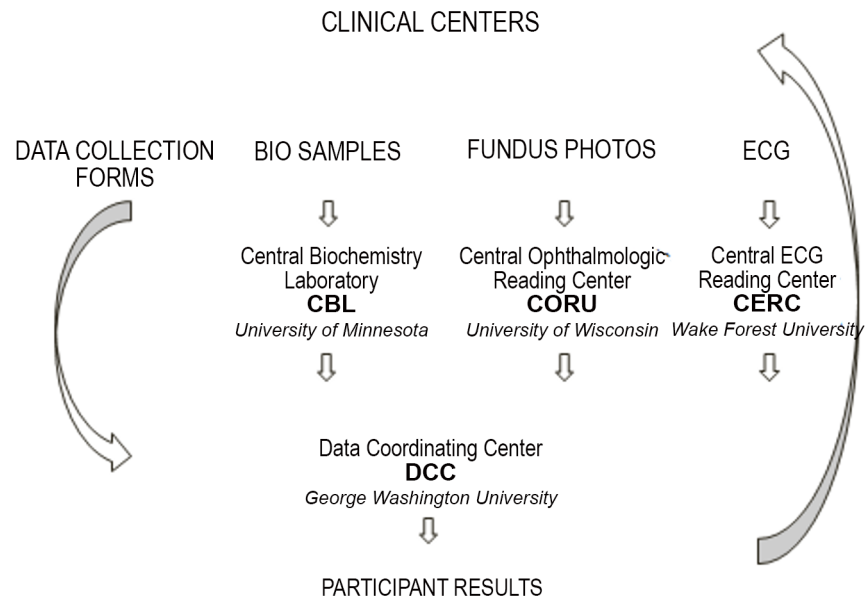 CLINICAL CENTERS
DATA COLLECTION
FORMS
BIO SAMPLES
FUNDUS PHOTOS
ECG
Central Biochemistry
Laboratory
CBL
University of Minnesota
Central Ophthalmologic
Reading Center
CORU
University of Wisconsin
Central ECG
Reading Center
CERC
Wake Forest University
Data Coordinating Center
DCC
George Washington University
PARTICIPANT RESULTS